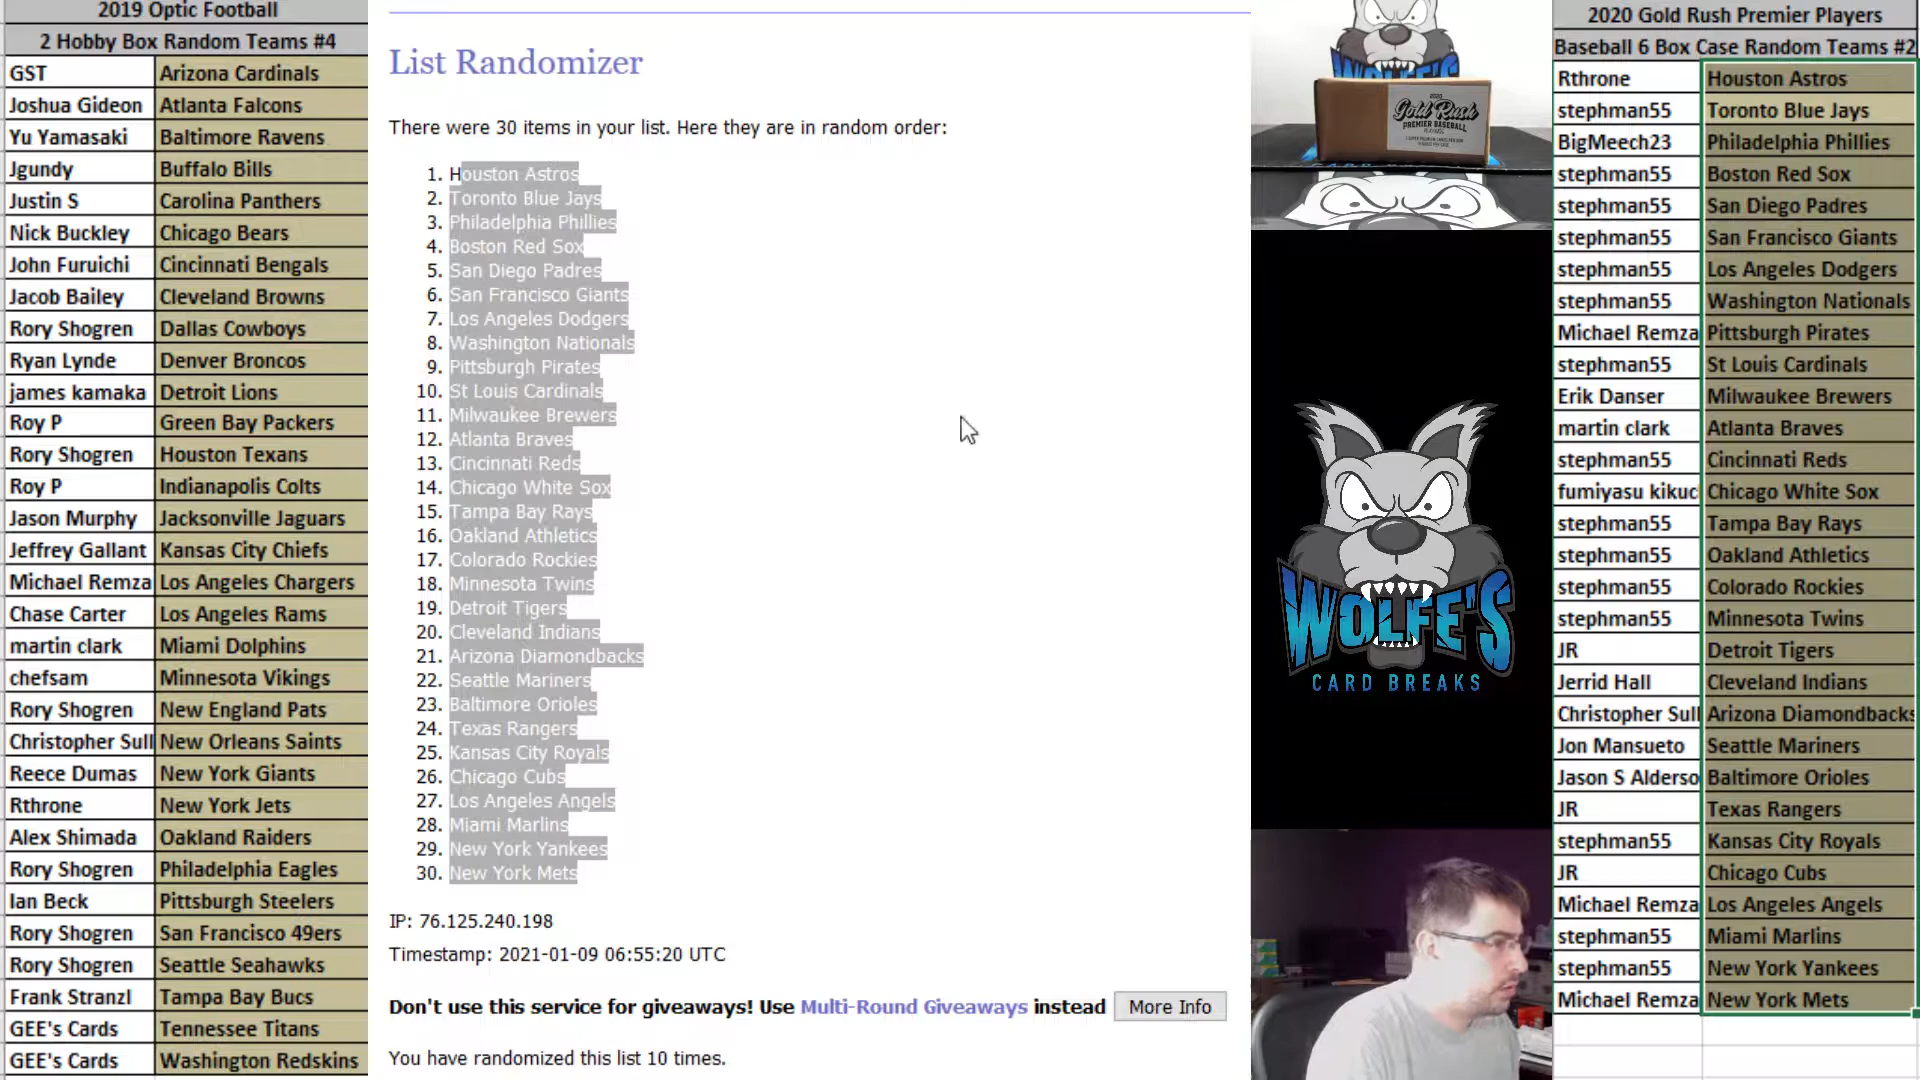 2019 Optic Football
2 Hobby Box Random Teams #4
GST Arizona Cardinals
Joshua Gideon Atlanta Falcons
Yu Yamasaki Baltimore Ravens
Jgundy Buffalo Bills
Justin S Carolina Panthers
Nick Buckley Chicago Bears
John Furuichi Cincinnati Bengals
Jacob Bailey Cleveland Browns
Rory Shogren Dallas Cowboys
Ryan Lynde Denver Broncos
james kamaka Detroit Lions
Roy P Green Bay Packers
Rory Shogren Houston Texans
Roy P Indianapolis Colts
Jason Murphy Jacksonville Jaguars
Jeffrey Gallant Kansas City Chiefs
Michael Remza Los Angeles Chargers
Chase Carter Los Angeles Rams
martin clark Miami Dolphins
chefsam Minnesota Vikings
Rory Shogren New England Pats
Christopher Sull New Orleans Saints
Reece Dumas New York Giants
Rthrone New York Jets
Alex Shimada Oakland Raiders
Rory Shogren Philadelphia Eagles
Ian Beck Pittsburgh Steelers
Rory Shogren San Francisco 49ers
Rory Shogren Seattle Seahawks
Frank Stranzl Tampa Bay Bucs
GEE's Cards Tennessee Titans
GEE's Cards Washington Redskins
List Randomizer
There were 30 items in your list. Here they are in random order:
1. Houston Astros
2. Toronto Blue Jays
3. Philadelphia Phillies
4. Boston Red Sox
5. San Diego Padres
6. San Francisco Giants
7. Los Angeles Dodgers
8. Washington Nationals
9. Pittsburgh Pirates
10. St Louis Cardinals
11. Milwaukee Brewers
12. Atlanta Braves
13. Cincinnati Reds
14. Chicago White Sox
15. Tampa Bay Rays
16. Oakland Athletics
17. Colorado Rockies
18. Minnesota Twins
19. Detroit Tigers
20. Cleveland Indians
21. Arizona Diamondbacks
22. Seattle Mariners
23. Baltimore Orioles
24. Texas Rangers
25. Kansas City Royals
26. Chicago Cubs
27. Los Angeles Angels
28. Miami Marlins
29. New York Yankees
30. New York Mets
IP: 76.125.240.198
Timestamp: 2021-01-09 06:55:20 UTC
Don't use this service for giveaways! Use Multi-Round Giveaways instead More Info
You have randomized this list 10 times.
WOLFE'S
2020
Gold Rush
PREMIER BASEBALL
WOLFE'S
CARD BREAKS
2020 Gold Rush Premier Players
Baseball 6 Box Case Random Teams #2
Rthrone Houston Astros
stephman55 Toronto Blue Jays
BigMeech23 Philadelphia Phillies
stephman55 Boston Red Sox
stephman55 San Diego Padres
stephman55 San Francisco Giants
stephman55 Los Angeles Dodgers
stephman55 Washington Nationals
Michael Remza Pittsburgh Pirates
stephman55 St Louis Cardinals
Erik Danser Milwaukee Brewers
martin clark Atlanta Braves
stephman55 Cincinnati Reds
fumiyasu kikuc Chicago White Sox
stephman55 Tampa Bay Rays
stephman55 Oakland Athletics
stephman55 Colorado Rockies
stephman55 Minnesota Twins
JR Detroit Tigers
Jerrid Hall Cleveland Indians
Christopher Sull Arizona Diamondbacks
Jon Mansueto Seattle Mariners
Jason S Alderso Baltimore Orioles
JR Texas Rangers
stephman55 Kansas City Royals
JR Chicago Cubs
Michael Remza Los Angeles Angels
stephman55 Miami Marlins
stephman55 New York Yankees
Michael Remza New York Mets